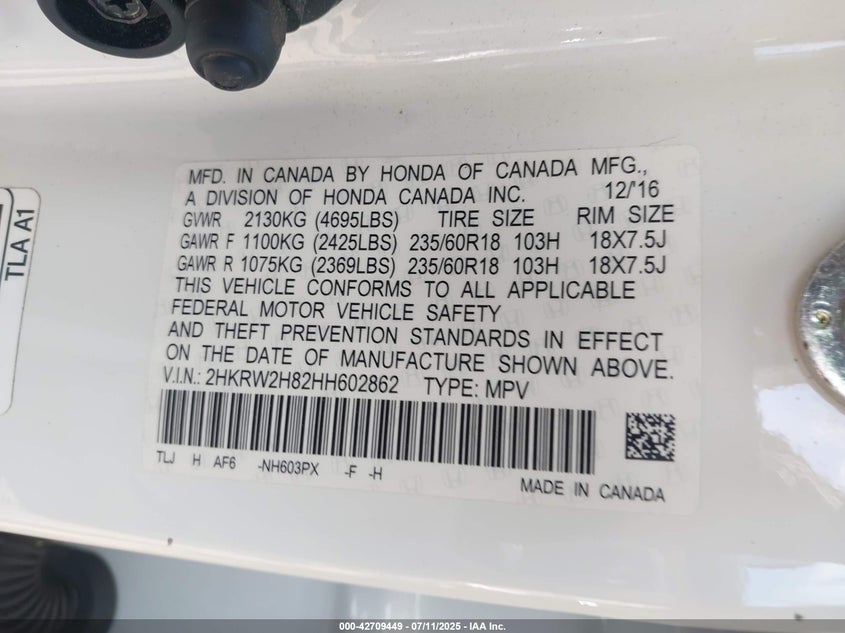 MFD. IN CANADA BY HONDA OF CANADA MFG.,
A DIVISION OF HONDA CANADA INC. 12/'16
GVWR 2130KG (4695LBS) TIRE SIZE RIM SIZE
GAWR F 1100KG (2425LBS) 235/60R18 103H 18X7.5J
GAWR R 1075KG (2369LBS) 235/60R18 103H 18X7.5J
THIS VEHICLE CONFORMS TO ALL APPLICABLE
FEDERAL MOTOR VEHICLE SAFETY
AND THEFT PREVENTION STANDARDS IN EFFECT
ON THE DATE OF MANUFACTURE SHOWN ABOVE.
V.I.N.: 2HKRW2H82HH602862 TYPE: MPV
TLJ H AF6 -NH603PX -F -H
MADE IN CANADA
TLA A1
000-42709449 - 07/11/2025 - IAA Inc.